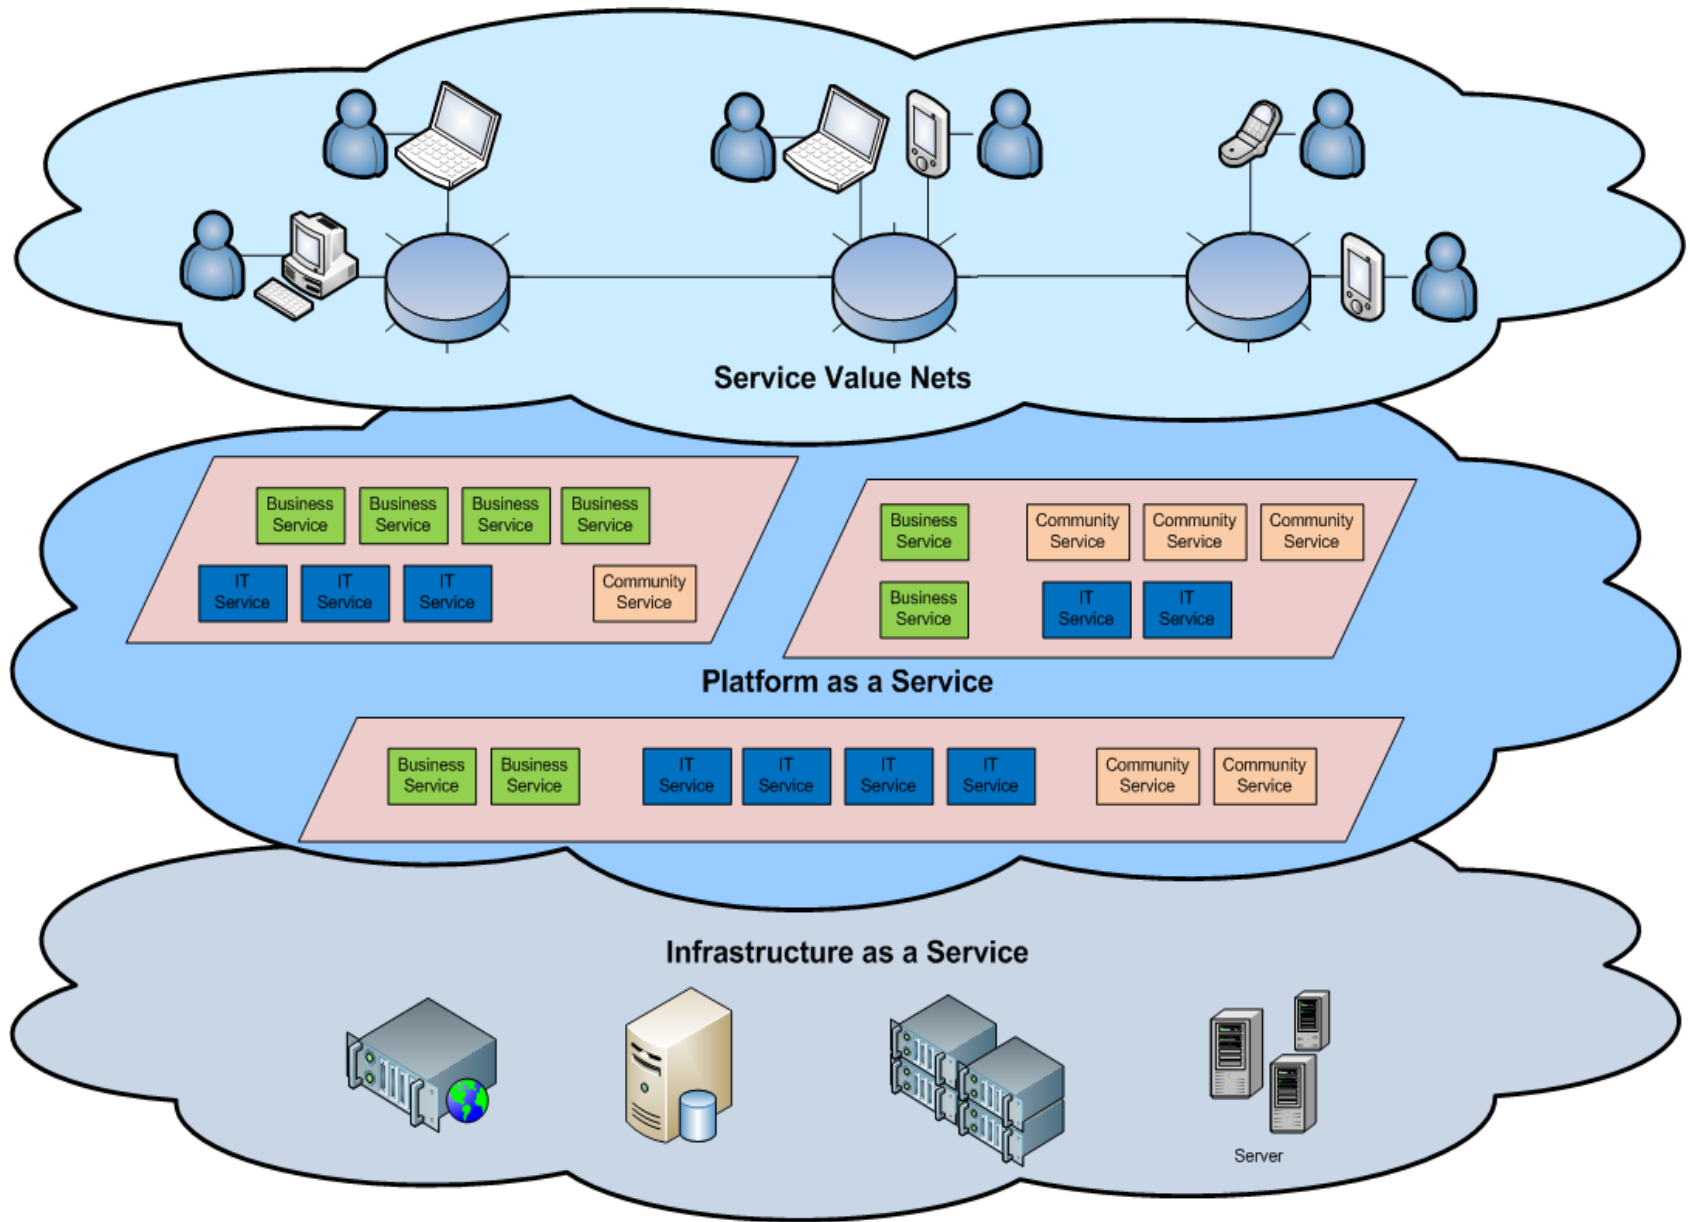 Service Value Nets
Business
Service
Business
Service
Business
Service
Business
Service
IT
Service
IT
Service
IT
Service
Community
Service
Business
Service
Community
Service
Community
Service
Community
Service
Business
Service
IT
Service
IT
Service
Platform as a Service
Business
Service
Business
Service
IT
Service
IT
Service
IT
Service
IT
Service
Community
Service
Community
Service
Infrastructure as a Service
Server